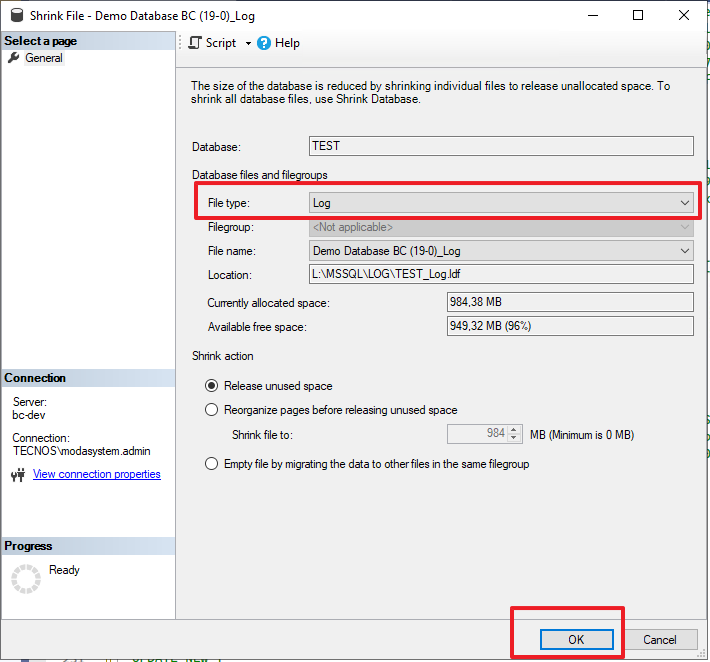 Shrink File - Demo Database BC (19-0)_Log
Select a page
General
Script
Help
The size of the database is reduced by shrinking individual files to release unallocated space. To
shrink all database files, use Shrink Database.
Database:
TEST
Database files and filegroups
File type:
Log
Filegroup:
<Not applicable>
File name:
Demo Database BC (19-0)_Log
Location:
L:\MSSQL\LOG\TEST_Log.ldf
Currently allocated space:
984,38 MB
Available free space:
949,32 MB (96%)
Shrink action
Release unused space
Reorganize pages before releasing unused space
Shrink file to:
984
MB (Minimum is 0 MB)
Empty file by migrating the data to other files in the same filegroup
Connection
Server:
bc-dev
Connection:
TECNOS\modasystem.admin
View connection properties
Progress
Ready
OK
Cancel